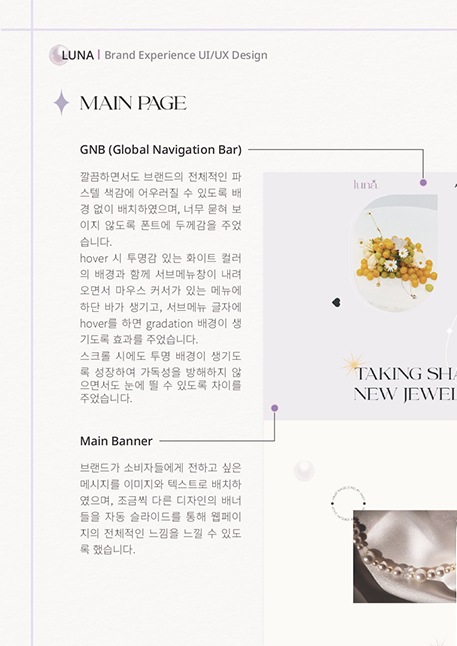 LUNA | Brand Experience UI/UX Design
MAIN PAGE
GNB (Global Navigation Bar)
깔끔하면서도 브랜드의 전체적인 파
스텔 색감에 어우러질 수 있도록 배
경 없이 배치하였으며, 너무 묻혀 보
이지 않도록 폰트에 두께감을 주었
습니다.
hover 시 투명감 있는 화이트 컬러
의 배경과 함께 서브메뉴창이 내려
오면서 마우스 커서가 있는 메뉴에
하단 바가 생기고, 서브메뉴 글자에
hover를 하면 gradation 배경이 생
기도록 효과를 주었습니다.
스크롤 시에도 투명 배경이 생기도
록 성장하여 가독성을 방해하지 않
으면서도 눈에 띌 수 있도록 차이를
주었습니다.
luna.
TAKING SHA
NEW JEWEL
Main Banner
브랜드가 소비자들에게 전하고 싶은
메시지를 이미지와 텍스트로 배치하
였으며, 조금씩 다른 디자인의 배너
들을 자동 슬라이드를 통해 웹페이
지의 전체적인 느낌을 느낄 수 있도
록 했습니다.